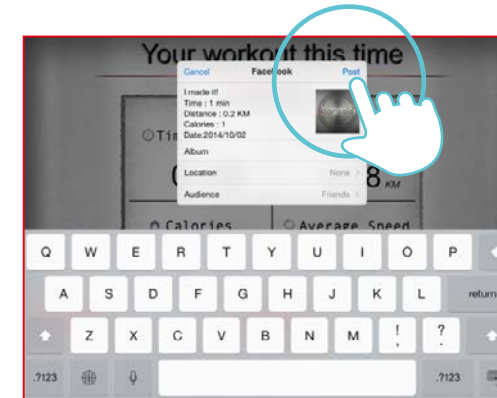 Your workout this time
Cancel Facebook Post
I made it!
Time : 1 min
Distance : 0.2 KM
Calories : 1
Date:2014/10/02
Album
Location None >
Audience Friends >
8 KM
Calories Average Speed
Q W E R T Y U I O P
A S D F G H J K L return
Z X C V B N M ! , ? .
.?123 .?123